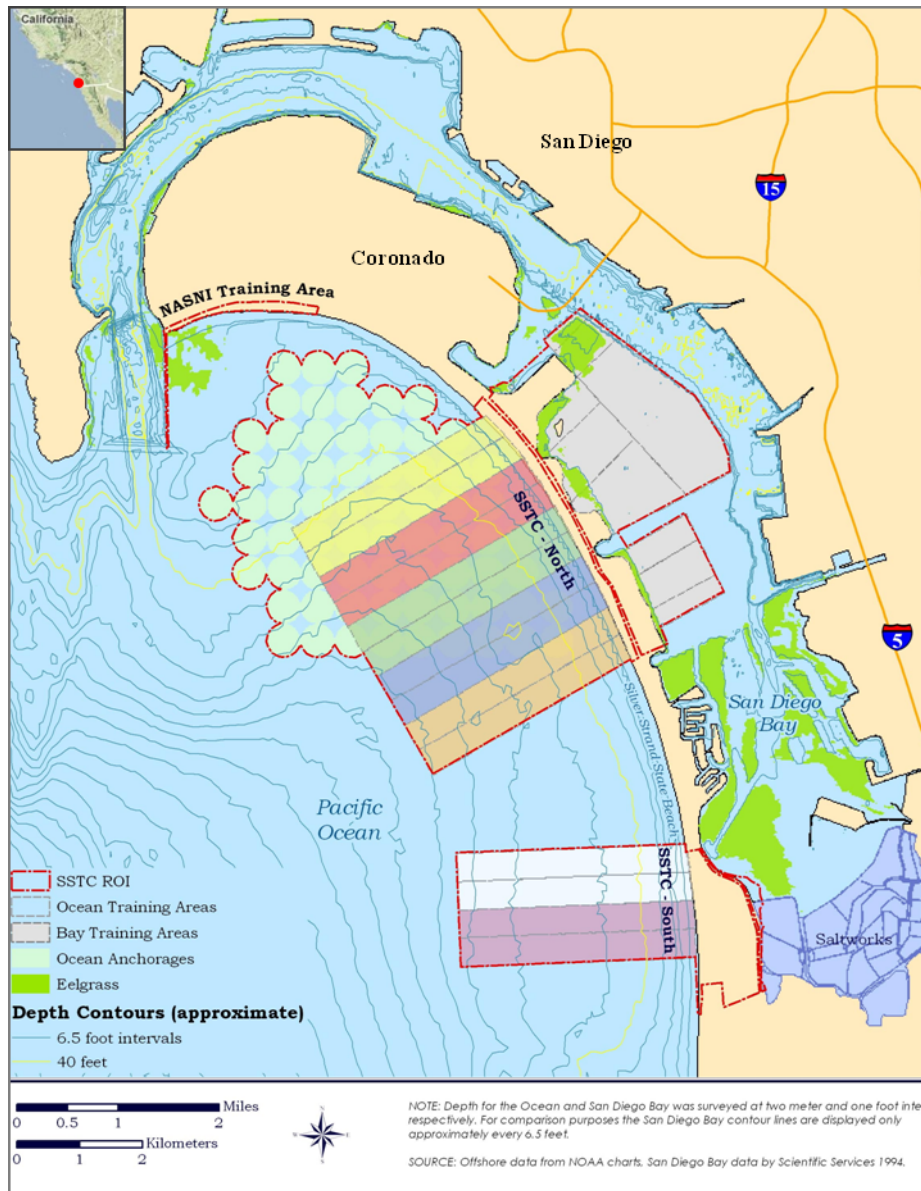 California
San Diego
15
Coronado
NASNI Training Area
SSTC - North
5
San Diego
Bay
Silver Strand State Beach
Pacific
Océan
SSTC - South
Saltworks
SSTC ROI
Ocean Training Areas
Bay Training Areas
Ocean Anchorages
Eelgrass
Depth Contours (approximate)
6.5 foot intervals
40 feet
Miles
0 0.5 1 2
Kilometers
0 1 2
NOTE: Depth for the Ocean and San Diego Bay was surveyed at two meter and one foot inte
respectively. For comparison purposes the San Diego Bay contour lines are displayed only
approximately every 6.5 feet.
SOURCE: Offshore data from NOAA charts. San Diego Bay data by Scientific Services 1994.